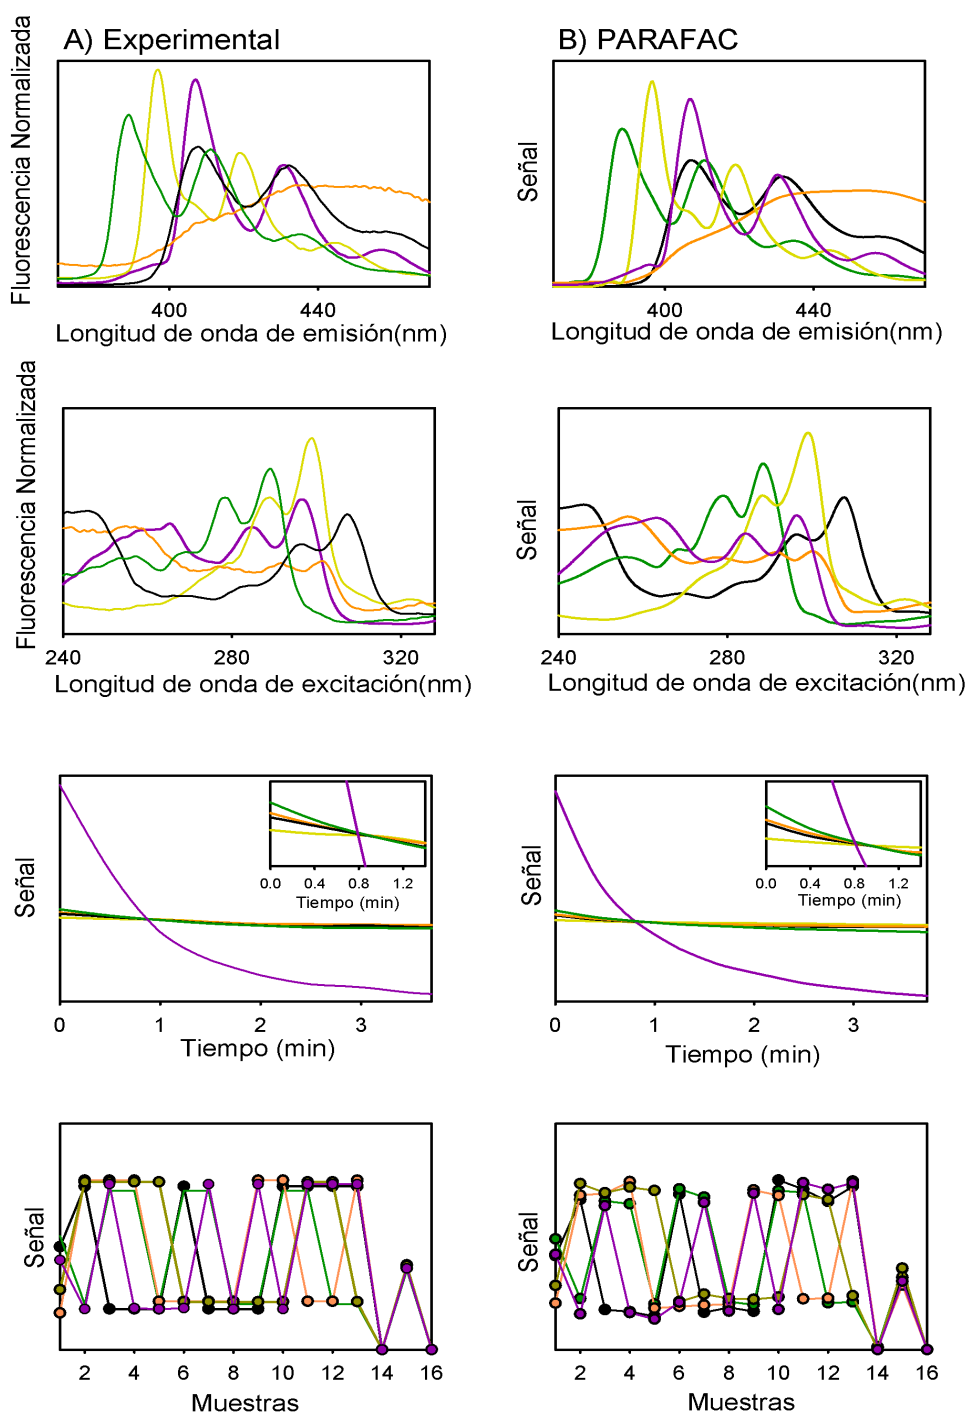 A) Experimental
B) PARAFAC
Fluorescencia Normalizada
Señal
400
440
400
440
Longitud de onda de emisión(nm)
Longitud de onda de emisión(nm)
Fluorescencia Normalizada
Señal
240
280
320
240
280
320
Longitud de onda de excitación(nm)
Longitud de onda de excitación(nm)
Señal
0.0 0.4 0.8 1.2
Tiempo (min)
0 1 2 3
Tiempo (min)
Señal
0.0 0.4 0.8 1.2
Tiempo (min)
0 1 2 3
Tiempo (min)
Señal
2 4 6 8 10 12 14 16
Muestras
Señal
2 4 6 8 10 12 14 16
Muestras